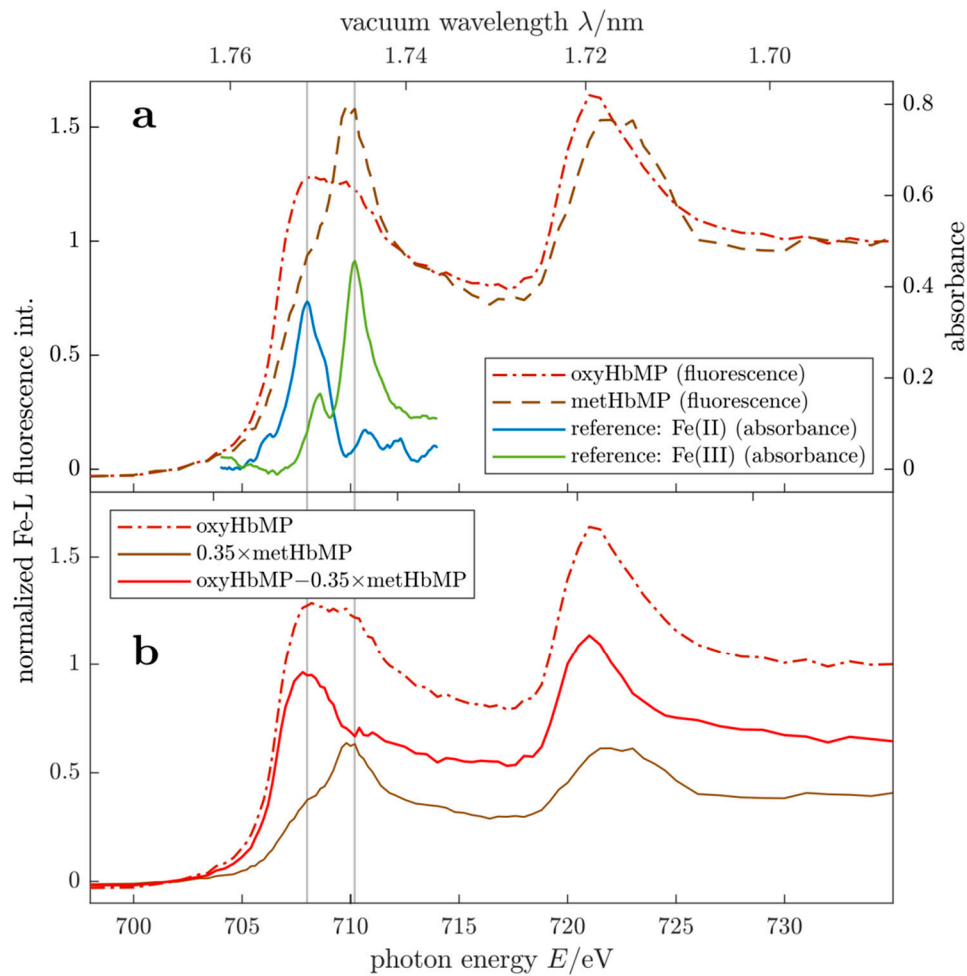 vacuum wavelength λ/nm
1.76 1.74 1.72 1.70
a
1.5
1
0.5
0
0.8
0.6
0.4
0.2
0
normalized Fe-L fluorescence int.
absorbance
oxyHbMP (fluorescence)
metHbMP (fluorescence)
reference: Fe(II) (absorbance)
reference: Fe(III) (absorbance)
oxyHbMP
0.35×metHbMP
oxyHbMP−0.35×metHbMP
b
1.5
1
0.5
0
700 705 710 715 720 725 730
photon energy E/eV